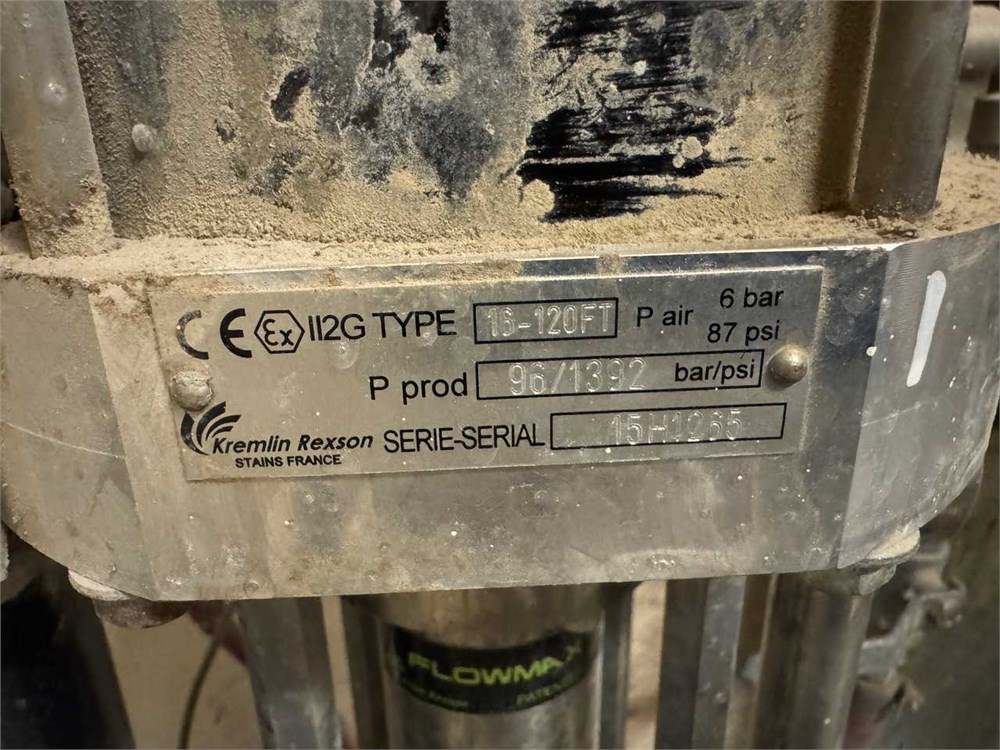 CE Ex II2G TYPE 16-120FT P air 6 bar
87 psi
P prod 96/1392 bar/psi
Kremlin Rexson SERIE-SERIAL 15H1265
STAINS FRANCE
1
FLOWMAX